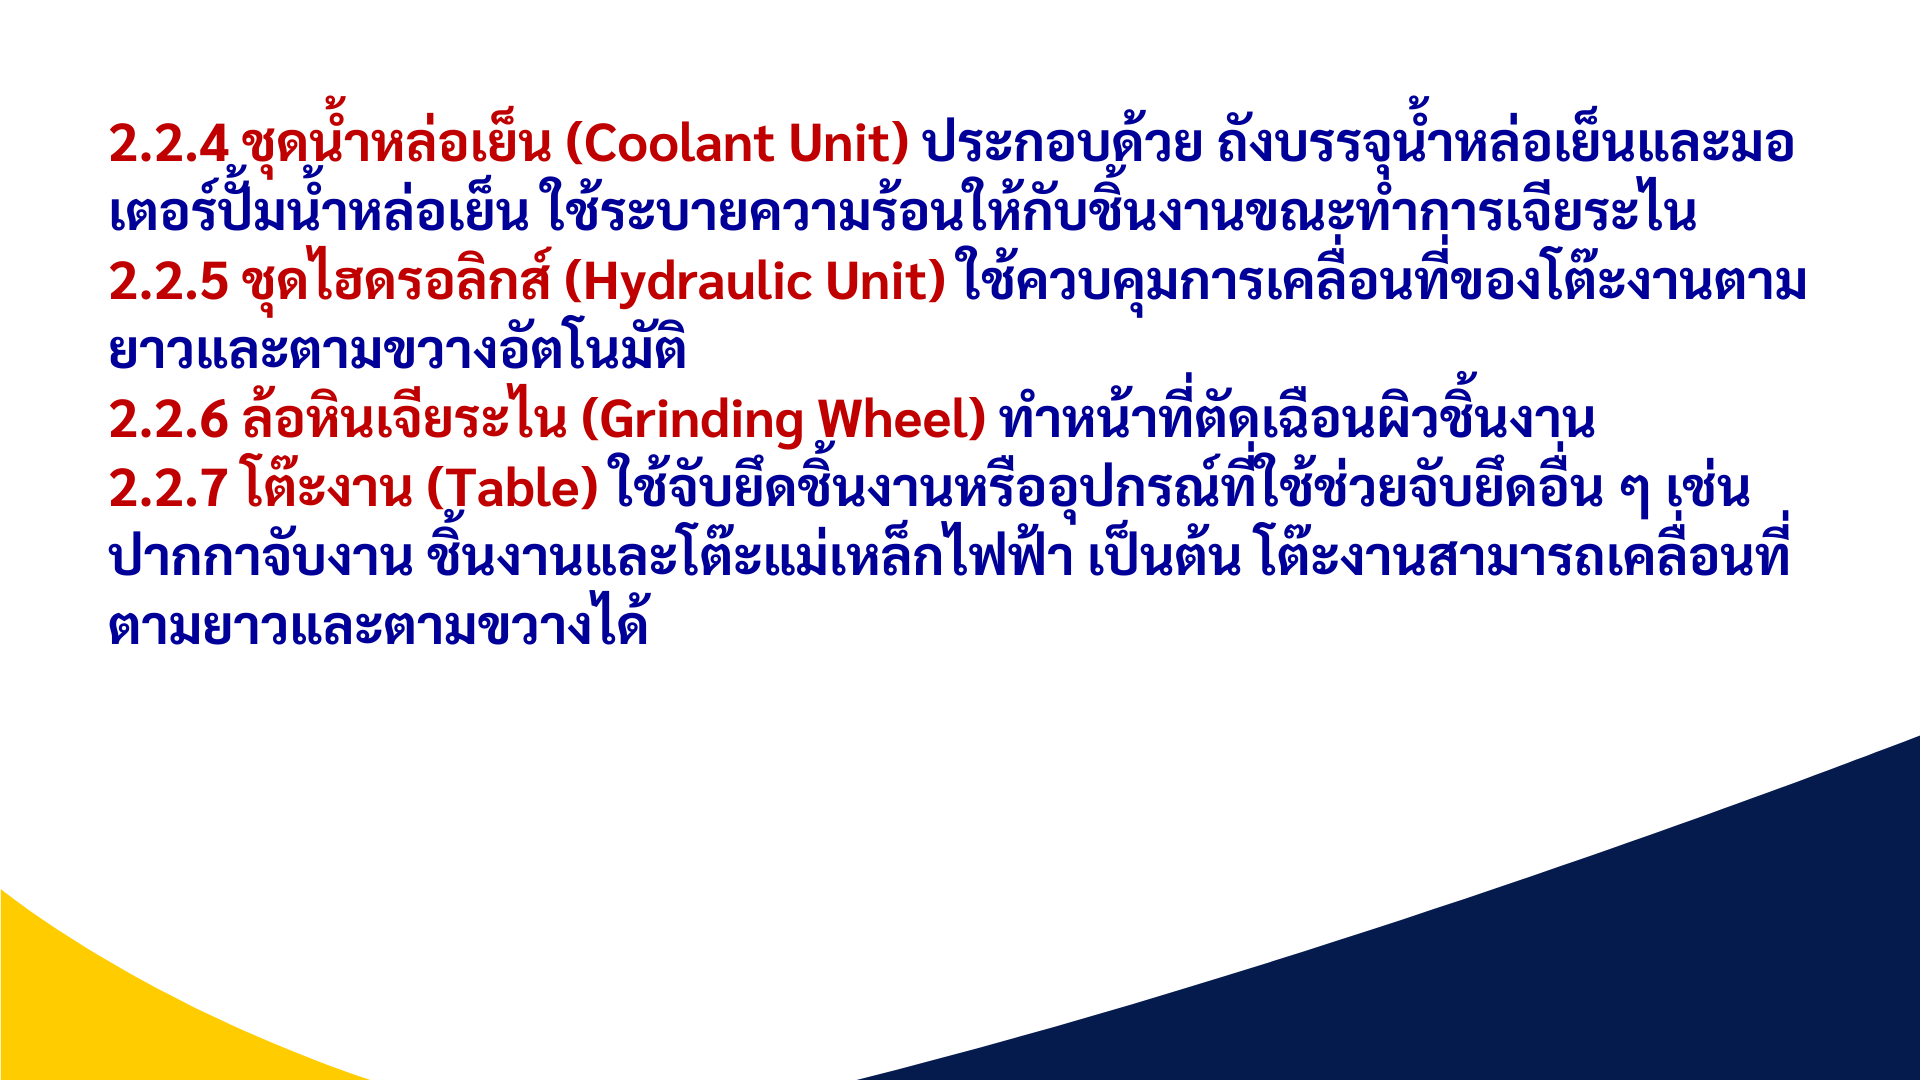 2.2.4 ชุดน้ำหล่อเย็น (Coolant Unit) ประกอบด้วย ถังบรรจุน้ำหล่อเย็นและมอ
เตอร์ปั้มน้ำหล่อเย็น ใช้ระบายความร้อนให้กับชิ้นงานขณะทำการเจียระไน
2.2.5 ชุดไฮดรอลิกส์ (Hydraulic Unit) ใช้ควบคุมการเคลื่อนที่ของโต๊ะงานตาม
ยาวและตามขวางอัตโนมัติ
2.2.6 ล้อหินเจียระไน (Grinding Wheel) ทำหน้าที่ตัดเฉือนผิวชิ้นงาน
2.2.7 โต๊ะงาน (Table) ใช้จับยึดชิ้นงานหรืออุปกรณ์ที่ใช้ช่วยจับยึดอื่น ๆ เช่น
ปากกาจับงาน ชิ้นงานและโต๊ะแม่เหล็กไฟฟ้า เป็นต้น โต๊ะงานสามารถเคลื่อนที่
ตามยาวและตามขวางได้